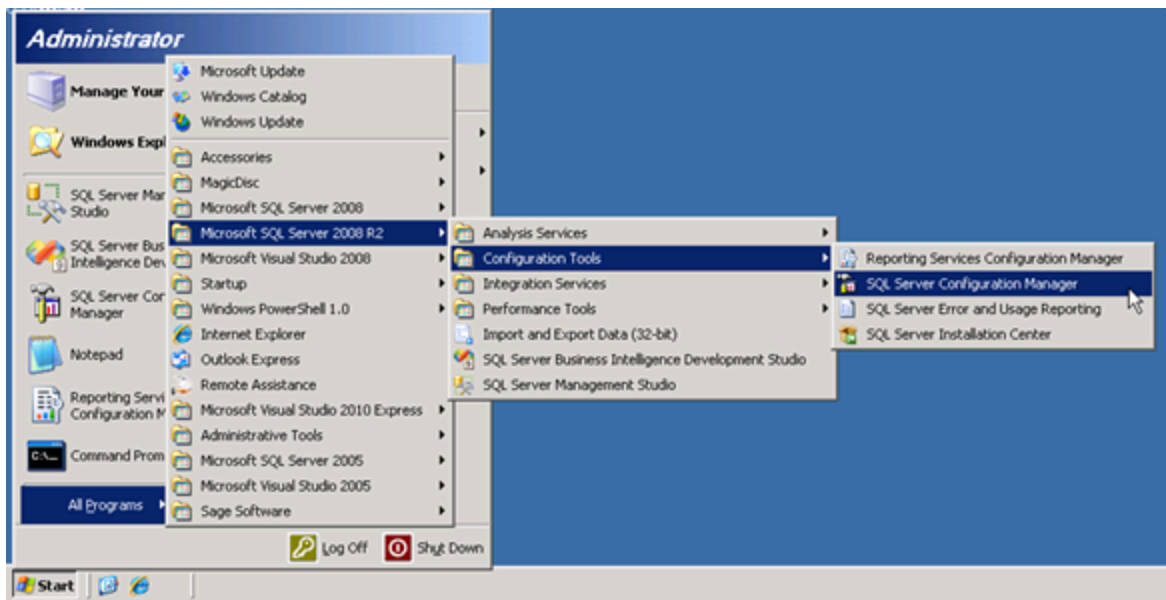 Administrator
Manage Your
Windows Expl
SQL Server Mar
Studio
SQL Server Bus
Intelligence Dev
SQL Server Cor
Manager
Notepad
Reporting Servi
Configuration M
Command Prom
All Programs
Microsoft Update
Windows Catalog
Windows Update
Accessories
MagicDisc
Microsoft SQL Server 2008
Microsoft SQL Server 2008 R2
Microsoft Visual Studio 2008
Startup
Windows PowerShell 1.0
Internet Explorer
Outlook Express
Remote Assistance
Microsoft Visual Studio 2010 Express
Administrative Tools
Microsoft SQL Server 2005
Microsoft Visual Studio 2005
Sage Software
Analysis Services
Configuration Tools
Integration Services
Performance Tools
Import and Export Data (32-bit)
SQL Server Business Intelligence Development Studio
SQL Server Management Studio
Reporting Services Configuration Manager
SQL Server Configuration Manager
SQL Server Error and Usage Reporting
SQL Server Installation Center
Log Off
Shut Down
Start